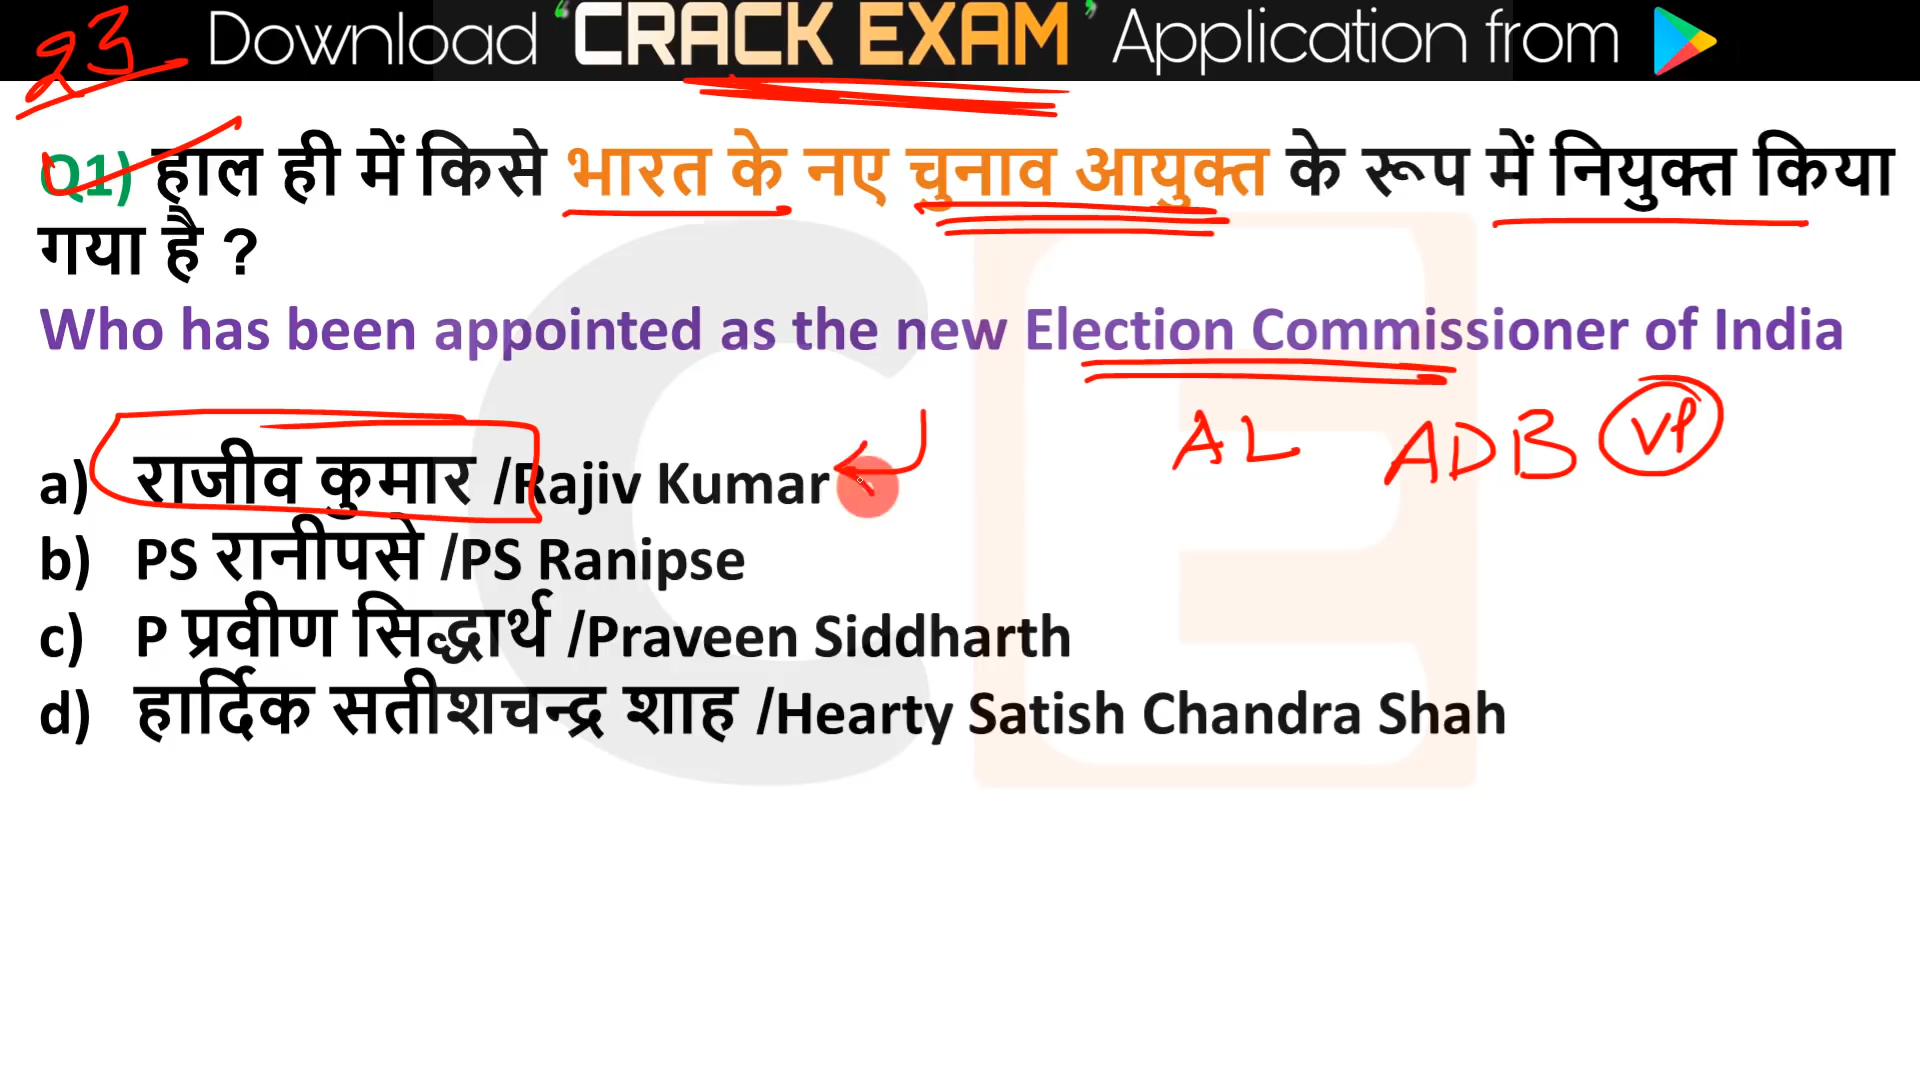 23 Download ‘CRACK EXAM’ Application from
Q1) हाल ही में किसे भारत के नए चुनाव आयुक्त के रूप में नियुक्त किया
गया है ?
Who has been appointed as the new Election Commissioner of India
AL ADB VP
a) राजीव कुमार /Rajiv Kumar
b) PS रानीपसे /PS Ranipse
c) P प्रवीण सिद्धार्थ /Praveen Siddharth
d) हार्दिक सतीशचन्द्र शाह /Hearty Satish Chandra Shah
CE